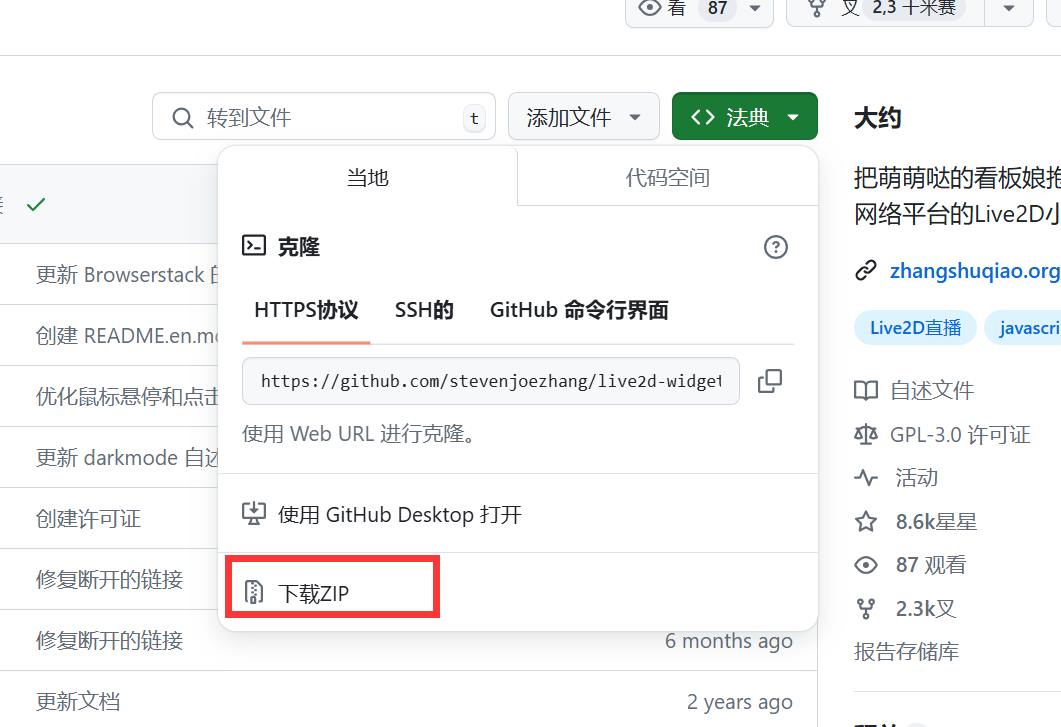 看 87
叉 2,3 千米赛
转到文件 t
添加文件
<> 法典
大约
把萌萌哒的看板娘抱
网络平台的Live2D小
zhangshuqiao.org
Live2D直播
javascri
自述文件
GPL-3.0 许可证
活动
8.6k星星
87 观看
2.3k叉
报告存储库
当地
代码空间
克隆
HTTPS协议
SSH的
GitHub 命令行界面
https://github.com/stevenjoezhang/live2d-widget
使用 Web URL 进行克隆。
使用 GitHub Desktop 打开
下载ZIP
更新 Browserstack 的
创建 README.en.md
优化鼠标悬停和点击
更新 darkmode 自述
创建许可证
修复断开的链接
修复断开的链接
6 months ago
更新文档
2 years ago